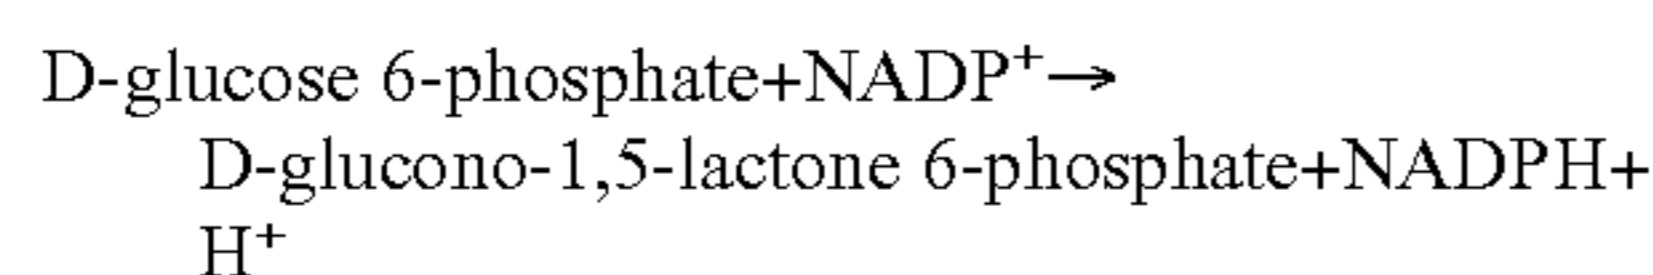 D-glucose 6-phosphate+NADP⁺→
D-glucono-1,5-lactone 6-phosphate+NADPH+
H⁺